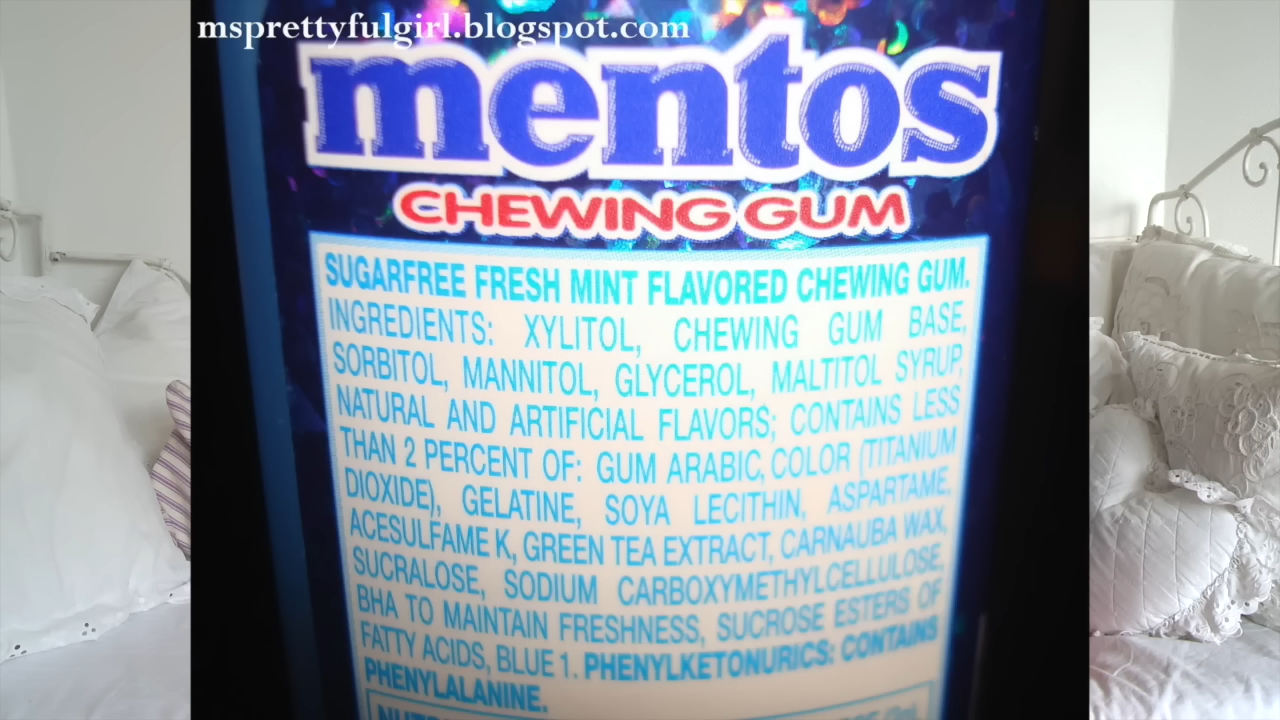 msprettyfulgirl.blogspot.com
mentos
CHEWING GUM
SUGARFREE FRESH MINT FLAVORED CHEWING GUM.
INGREDIENTS: XYLITOL, CHEWING GUM BASE,
SORBITOL, MANNITOL, GLYCEROL, MALTITOL SYRUP,
NATURAL AND ARTIFICIAL FLAVORS; CONTAINS LESS
THAN 2 PERCENT OF: GUM ARABIC, COLOR (TITANIUM
DIOXIDE), GELATINE, SOYA LECITHIN, ASPARTAME,
ACESULFAME K, GREEN TEA EXTRACT, CARNAUBA WAX,
SUCRALOSE, SODIUM CARBOXYMETHYLCELLULOSE,
BHA TO MAINTAIN FRESHNESS, SUCROSE ESTERS OF
FATTY ACIDS, BLUE 1. PHENYLKETONURICS: CONTAINS
PHENYLALANINE.